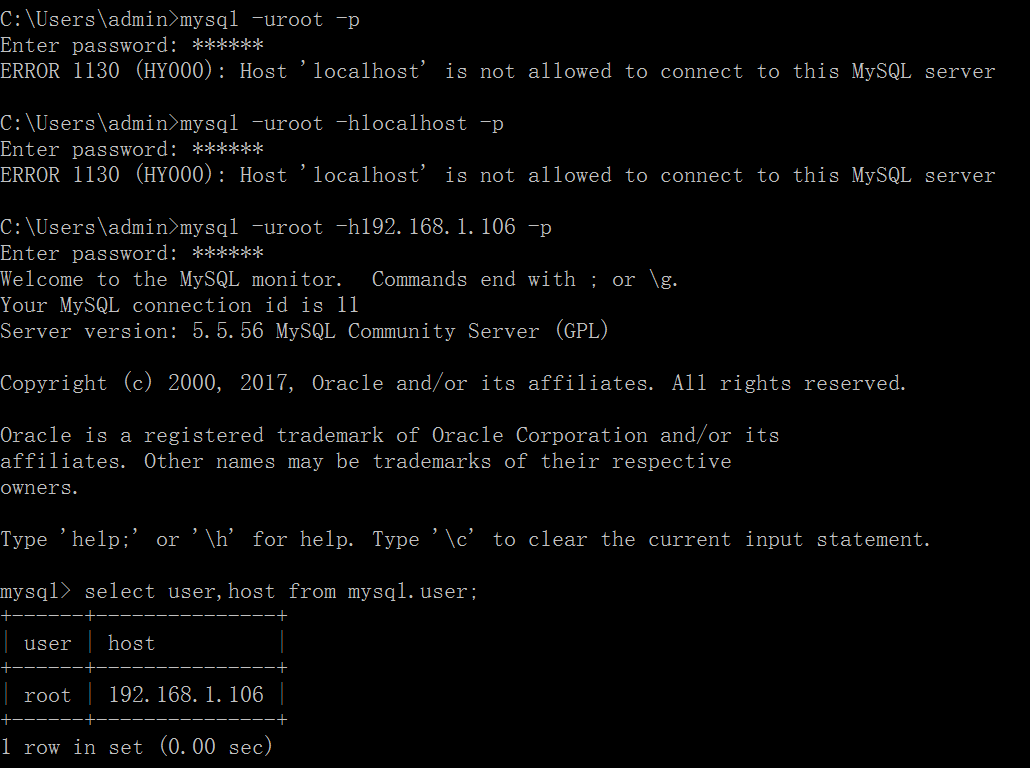 C:\Users\admin>mysql -uroot -p
Enter password: ******
ERROR 1130 (HY000): Host 'localhost' is not allowed to connect to this MySQL server
C:\Users\admin>mysql -uroot -hlocalhost -p
Enter password: ******
ERROR 1130 (HY000): Host 'localhost' is not allowed to connect to this MySQL server
C:\Users\admin>mysql -uroot -h192.168.1.106 -p
Enter password: ******
Welcome to the MySQL monitor.  Commands end with ; or \g.
Your MySQL connection id is 11
Server version: 5.5.56 MySQL Community Server (GPL)
Copyright (c) 2000, 2017, Oracle and/or its affiliates. All rights reserved.
Oracle is a registered trademark of Oracle Corporation and/or its
affiliates. Other names may be trademarks of their respective
owners.
Type 'help;' or '\h' for help. Type '\c' to clear the current input statement.
mysql> select user,host from mysql.user;
+------+---------------+
| user | host          |
+------+---------------+
| root | 192.168.1.106 |
+------+---------------+
1 row in set (0.00 sec)